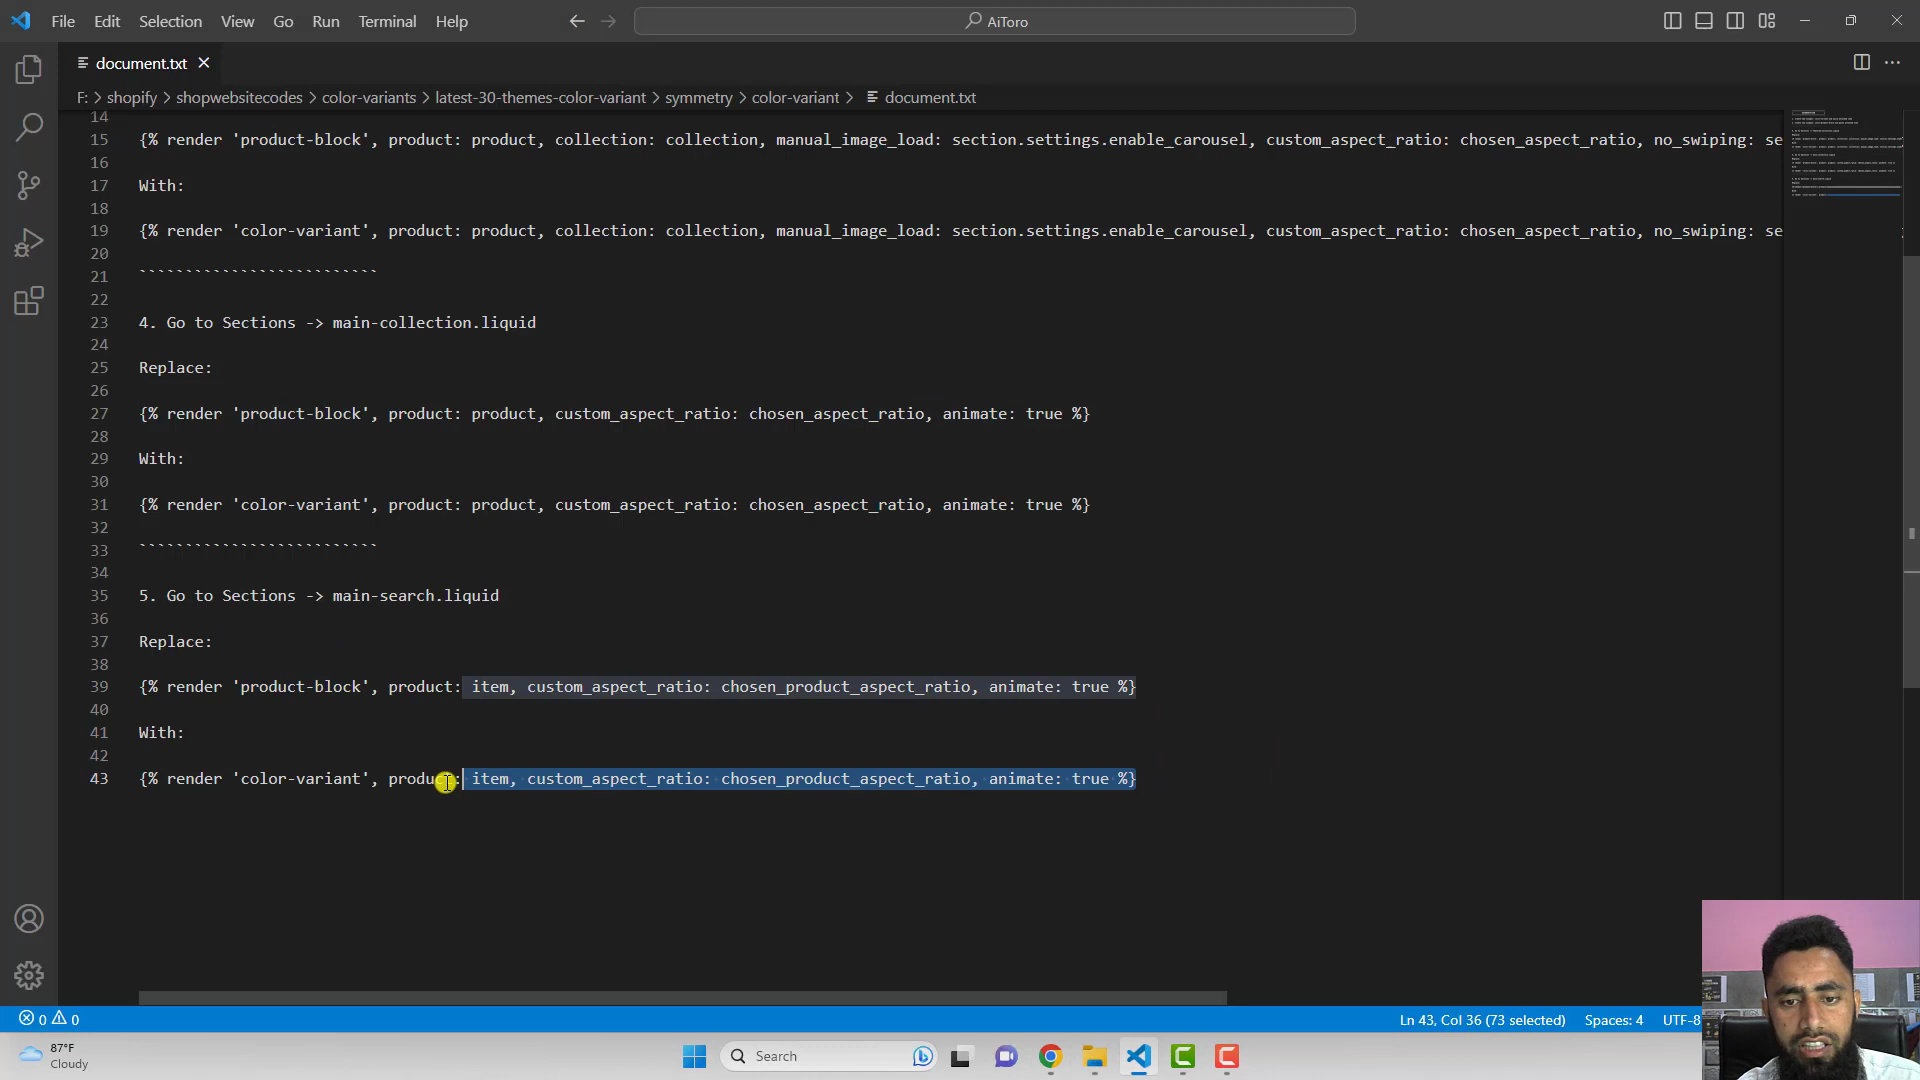 File Edit Selection View Go Run Terminal Help
AiToro
document.txt
F: > shopify > shopwebsitecodes > color-variants > latest-30-themes-color-variant > symmetry > color-variant > document.txt
14
15 {% render 'product-block', product: product, collection: collection, manual_image_load: section.settings.enable_carousel, custom_aspect_ratio: chosen_aspect_ratio, no_swiping: se
16
17 With:
18
19 {% render 'color-variant', product: product, collection: collection, manual_image_load: section.settings.enable_carousel, custom_aspect_ratio: chosen_aspect_ratio, no_swiping: se
20
21 ``````````````````````````
22
23 4. Go to Sections -> main-collection.liquid
24
25 Replace:
26
27 {% render 'product-block', product: product, custom_aspect_ratio: chosen_aspect_ratio, animate: true %}
28
29 With:
30
31 {% render 'color-variant', product: product, custom_aspect_ratio: chosen_aspect_ratio, animate: true %}
32
33 ``````````````````````````
34
35 5. Go to Sections -> main-search.liquid
36
37 Replace:
38
39 {% render 'product-block', product: item, custom_aspect_ratio: chosen_product_aspect_ratio, animate: true %}
40
41 With:
42
43 {% render 'color-variant', product: item, custom_aspect_ratio: chosen_product_aspect_ratio, animate: true %}
0 0
Ln 43, Col 36 (73 selected) Spaces: 4 UTF-8
87°F
Cloudy
Search